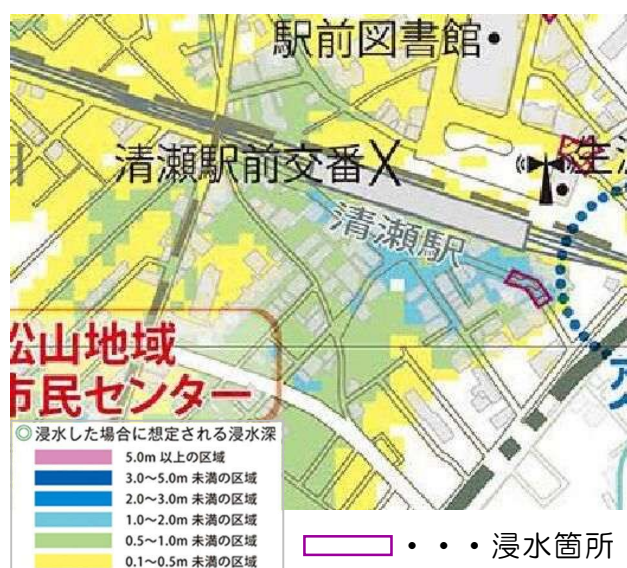 駅前図書館
清瀬駅前交番
清瀬駅
松山地域
市民センター
◎浸水した場合に想定される浸水深
5.0m 以上の区域
3.0～5.0m 未満の区域
2.0～3.0m 未満の区域
1.0～2.0m 未満の区域
0.5～1.0m 未満の区域
0.1～0.5m 未満の区域
・・・浸水箇所